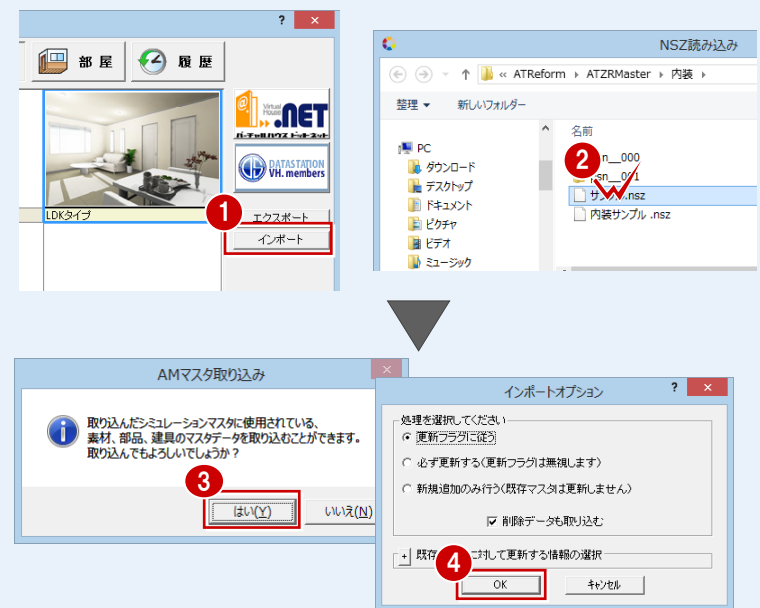 ? ×
部屋
履歴
Virtual House
.NET
バーチャルハウス ドットネット
DATASTATION
VH. members
LDKタイプ
1
エクスポート
インポート
NSZ読み込み
« ATReform ▸ ATZRMaster ▸ 内装 ▸
整理 ▼ 新しいフォルダー
名前
PC
ダウンロード
デスクトップ
ドキュメント
ピクチャ
ビデオ
ミュージック
2
n__000
.nsz
内装サンプル .nsz
AMマスタ取り込み
×
取り込んだシミュレーションマスタに使用されている、
素材、部品、建具のマスタデータを取り込むことができます。
取り込んでもよろしいでしょうか？
3
はい(Y) いいえ(N)
インポートオプション
? ×
処理を選択してください
更新フラグに従う
必ず更新する(更新フラグは無視します)
新規追加のみ行う(既存マスタは更新しません)
削除データも取り込む
+ 既存 に対して更新する情報の選択
4
OK キャンセル